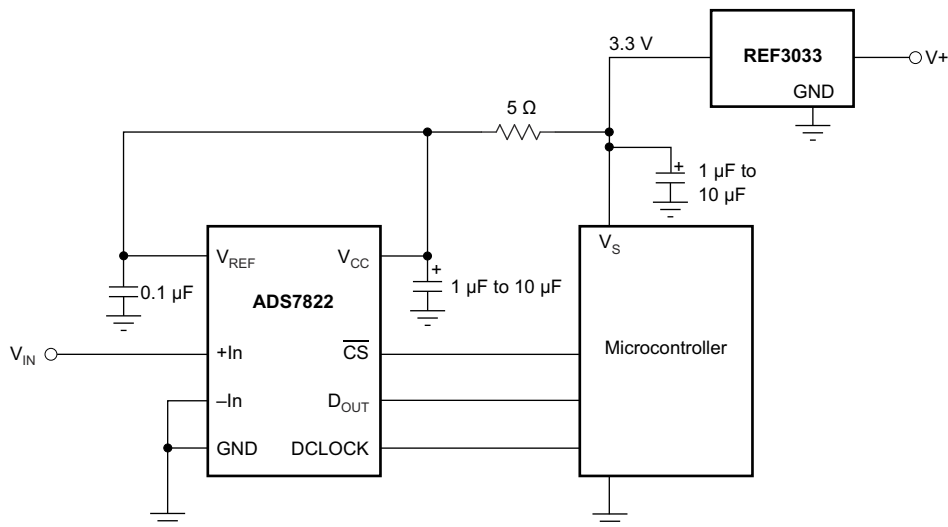 3.3 V
REF3033
V+
GND
5 Ω
1 µF to
10 µF
V_REF
V_CC
V_S
0.1 µF
ADS7822
1 µF to 10 µF
V_IN
+In
C̅S̅
Microcontroller
–In
D_OUT
GND
DCLOCK